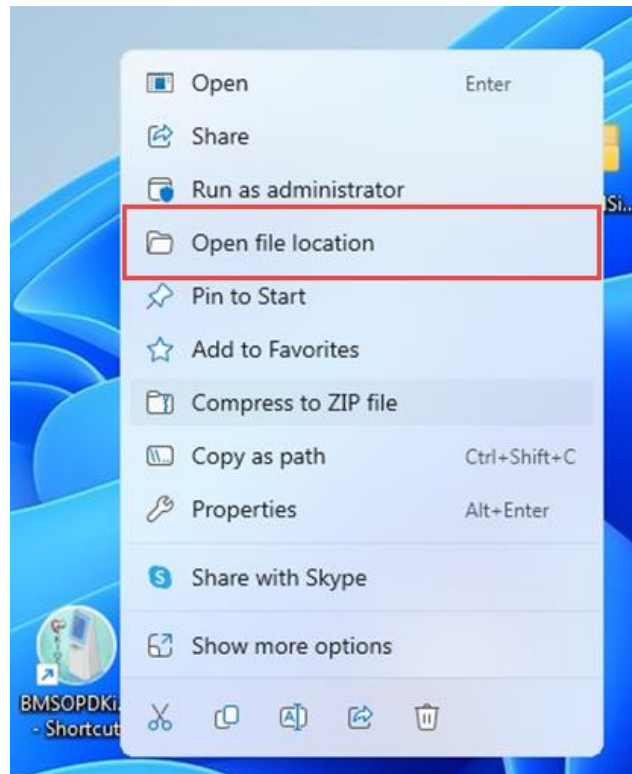 Open Enter
Share
Run as administrator
Open file location
Pin to Start
Add to Favorites
Compress to ZIP file
Copy as path Ctrl+Shift+C
Properties Alt+Enter
Share with Skype
Show more options
BMSOPDKi.
- Shortcut